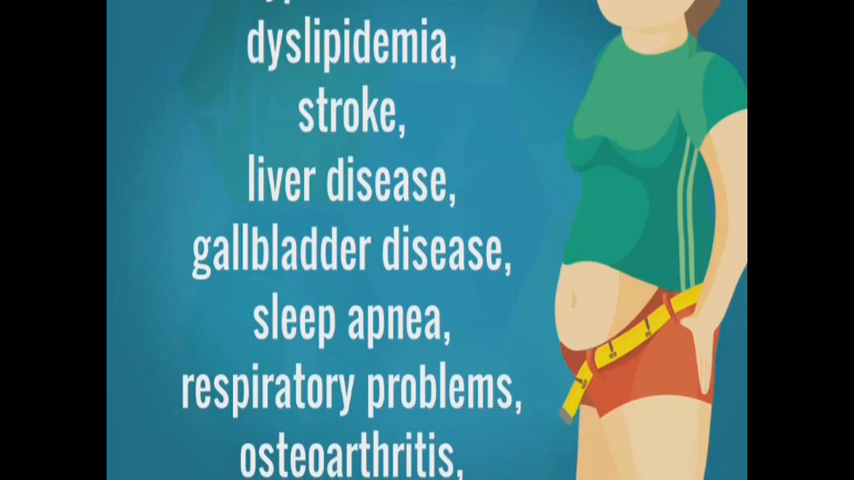 dyslipidemia,
stroke,
liver disease,
gallbladder disease,
sleep apnea,
respiratory problems,
osteoarthritis,